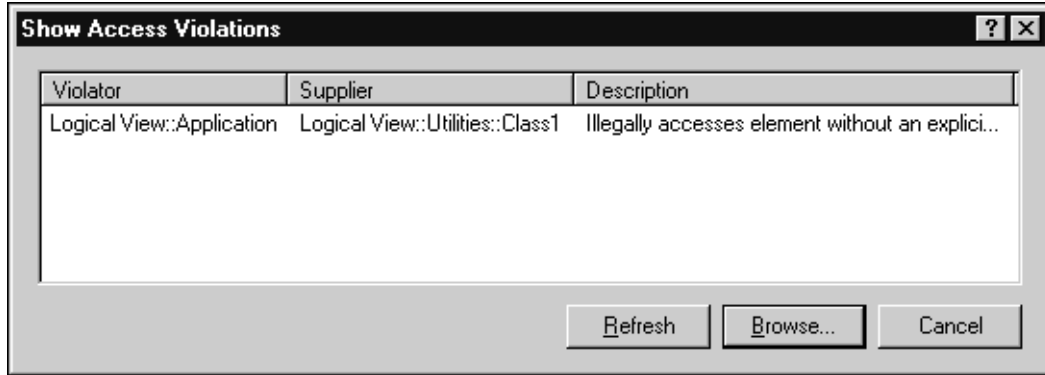 Show Access Violations
Violator Supplier Description
Logical View::Application Logical View::Utilities::Class1 Illegally accesses element without an explici...
Refresh Browse... Cancel